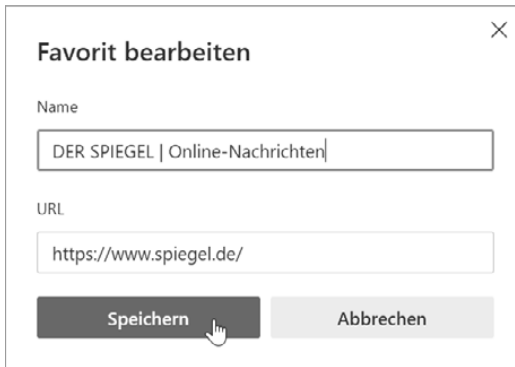 Favorit bearbeiten
Name
DER SPIEGEL | Online-Nachrichten
URL
https://www.spiegel.de/
Speichern Abbrechen